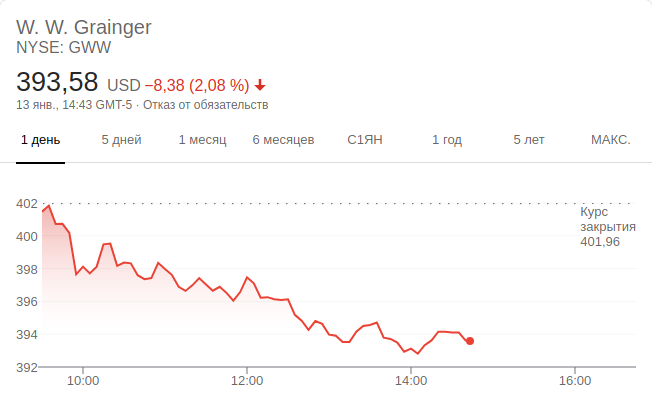 W. W. Grainger
NYSE: GWW
393,58 USD −8,38 (2,08 %)
13 янв., 14:43 GMT-5 · Отказ от обязательств
1 день 5 дней 1 месяц 6 месяцев С1ЯН 1 год 5 лет МАКС.
402
Курс
закрытия
401,96
400
398
396
394
392
10:00 12:00 14:00 16:00